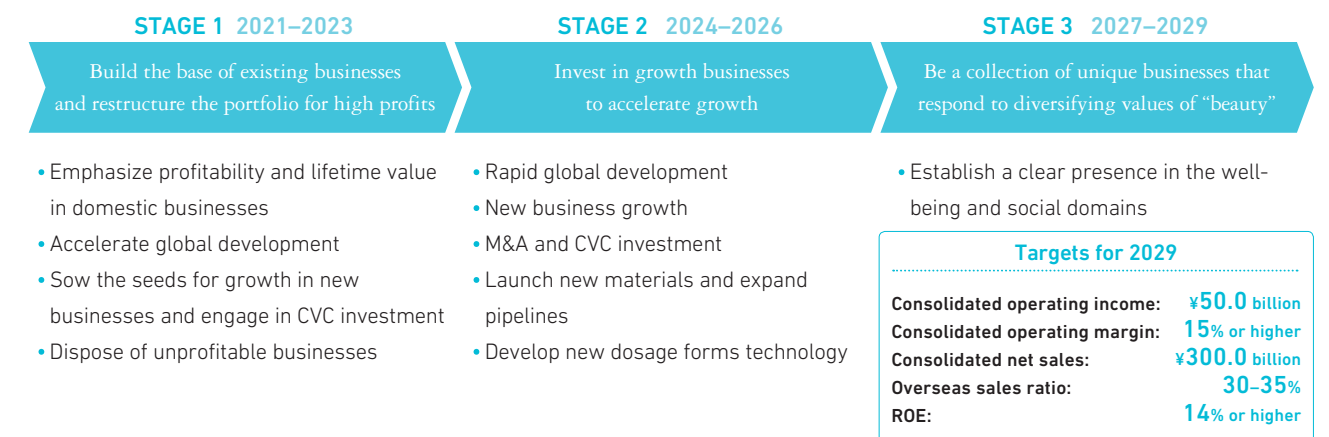 STAGE 1 2021–2023
Build the base of existing businesses
and restructure the portfolio for high profits
• Emphasize profitability and lifetime value
in domestic businesses
• Accelerate global development
• Sow the seeds for growth in new
businesses and engage in CVC investment
• Dispose of unprofitable businesses
STAGE 2 2024–2026
Invest in growth businesses
to accelerate growth
• Rapid global development
• New business growth
• M&A and CVC investment
• Launch new materials and expand
pipelines
• Develop new dosage forms technology
STAGE 3 2027–2029
Be a collection of unique businesses that
respond to diversifying values of “beauty”
• Establish a clear presence in the well-
being and social domains
Targets for 2029
Consolidated operating income: ¥50.0 billion
Consolidated operating margin: 15% or higher
Consolidated net sales: ¥300.0 billion
Overseas sales ratio: 30–35%
ROE: 14% or higher